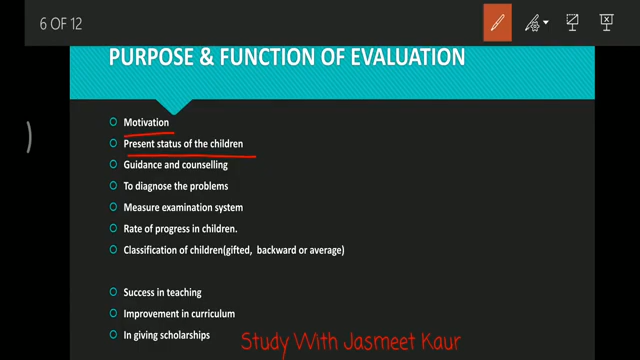 6 OF 12
PURPOSE & FUNCTION OF EVALUATION
Motivation
Present status of the children
Guidance and counselling
To diagnose the problems
Measure examination system
Rate of progress in children.
Classification of children(gifted, backward or average)
Success in teaching
Improvement in curriculum
In giving scholarships
Study With Jasmeet Kaur